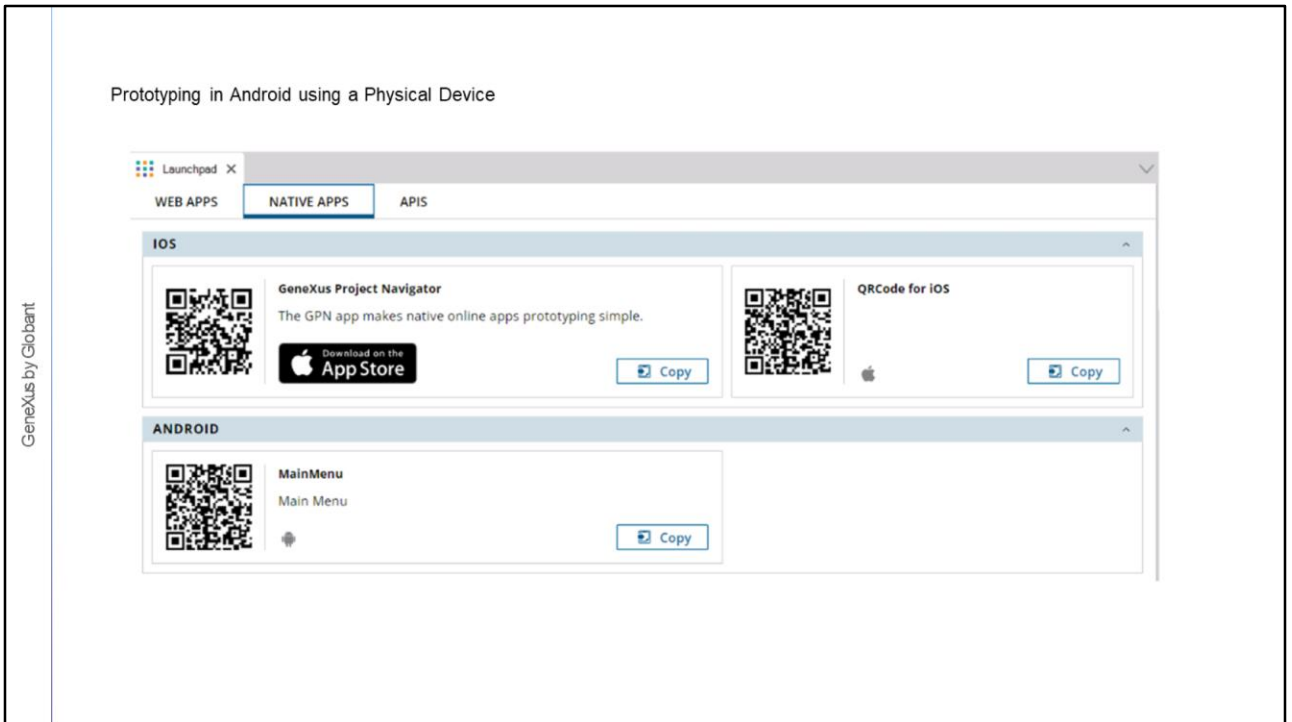 Prototyping in Android using a Physical Device
Launchpad
WEB APPS NATIVE APPS APIS
IOS
GeneXus Project Navigator
The GPN app makes native online apps prototyping simple.
Download on the
App Store
Copy
QRCode for iOS
Copy
ANDROID
MainMenu
Main Menu
Copy
GeneXus by Globant